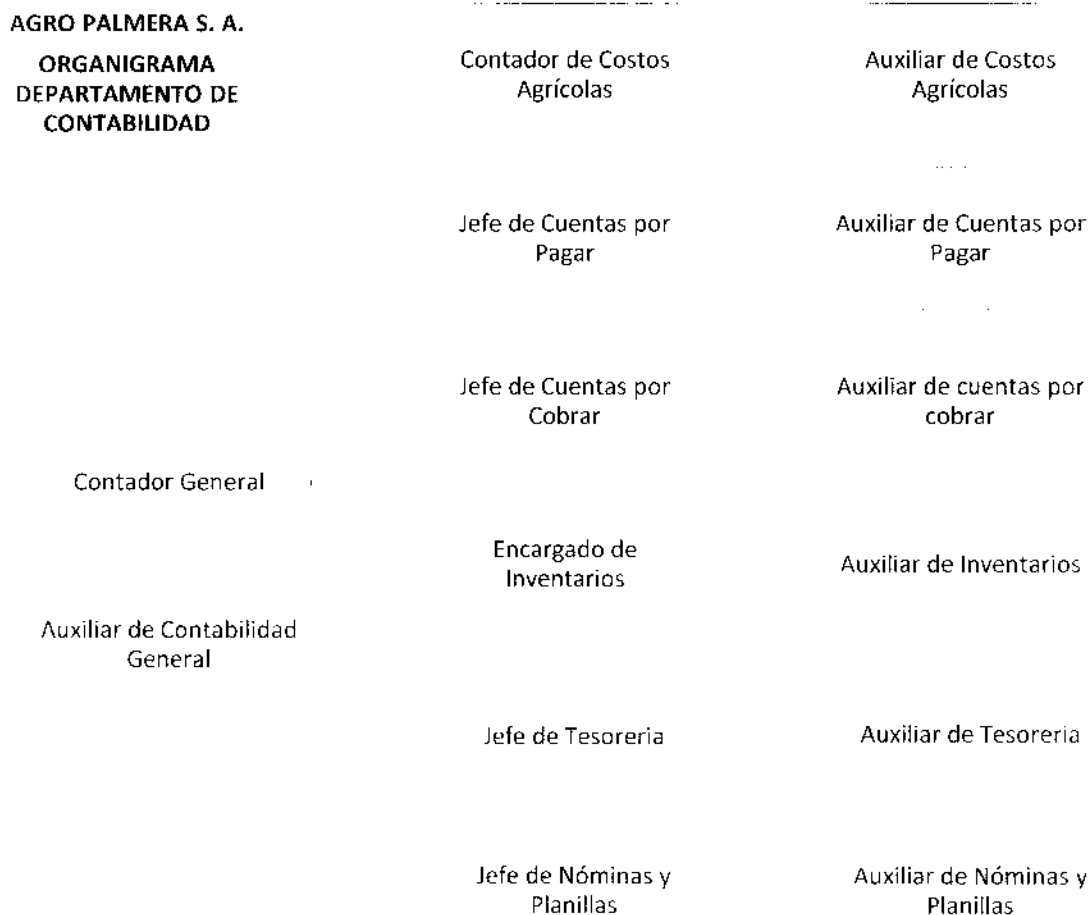 AGRO PALMERA S. A.
ORGANIGRAMA
DEPARTAMENTO DE
CONTABILIDAD
Contador de Costos
Agrícolas
Auxiliar de Costos
Agrícolas
Jefe de Cuentas por
Pagar
Auxiliar de Cuentas por
Pagar
Jefe de Cuentas por
Cobrar
Auxiliar de cuentas por
cobrar
Contador General
Encargado de
Inventarios
Auxiliar de Inventarios
Auxiliar de Contabilidad
General
Jefe de Tesoreria
Auxiliar de Tesoreria
Jefe de Nóminas y
Planillas
Auxiliar de Nóminas y
Planillas